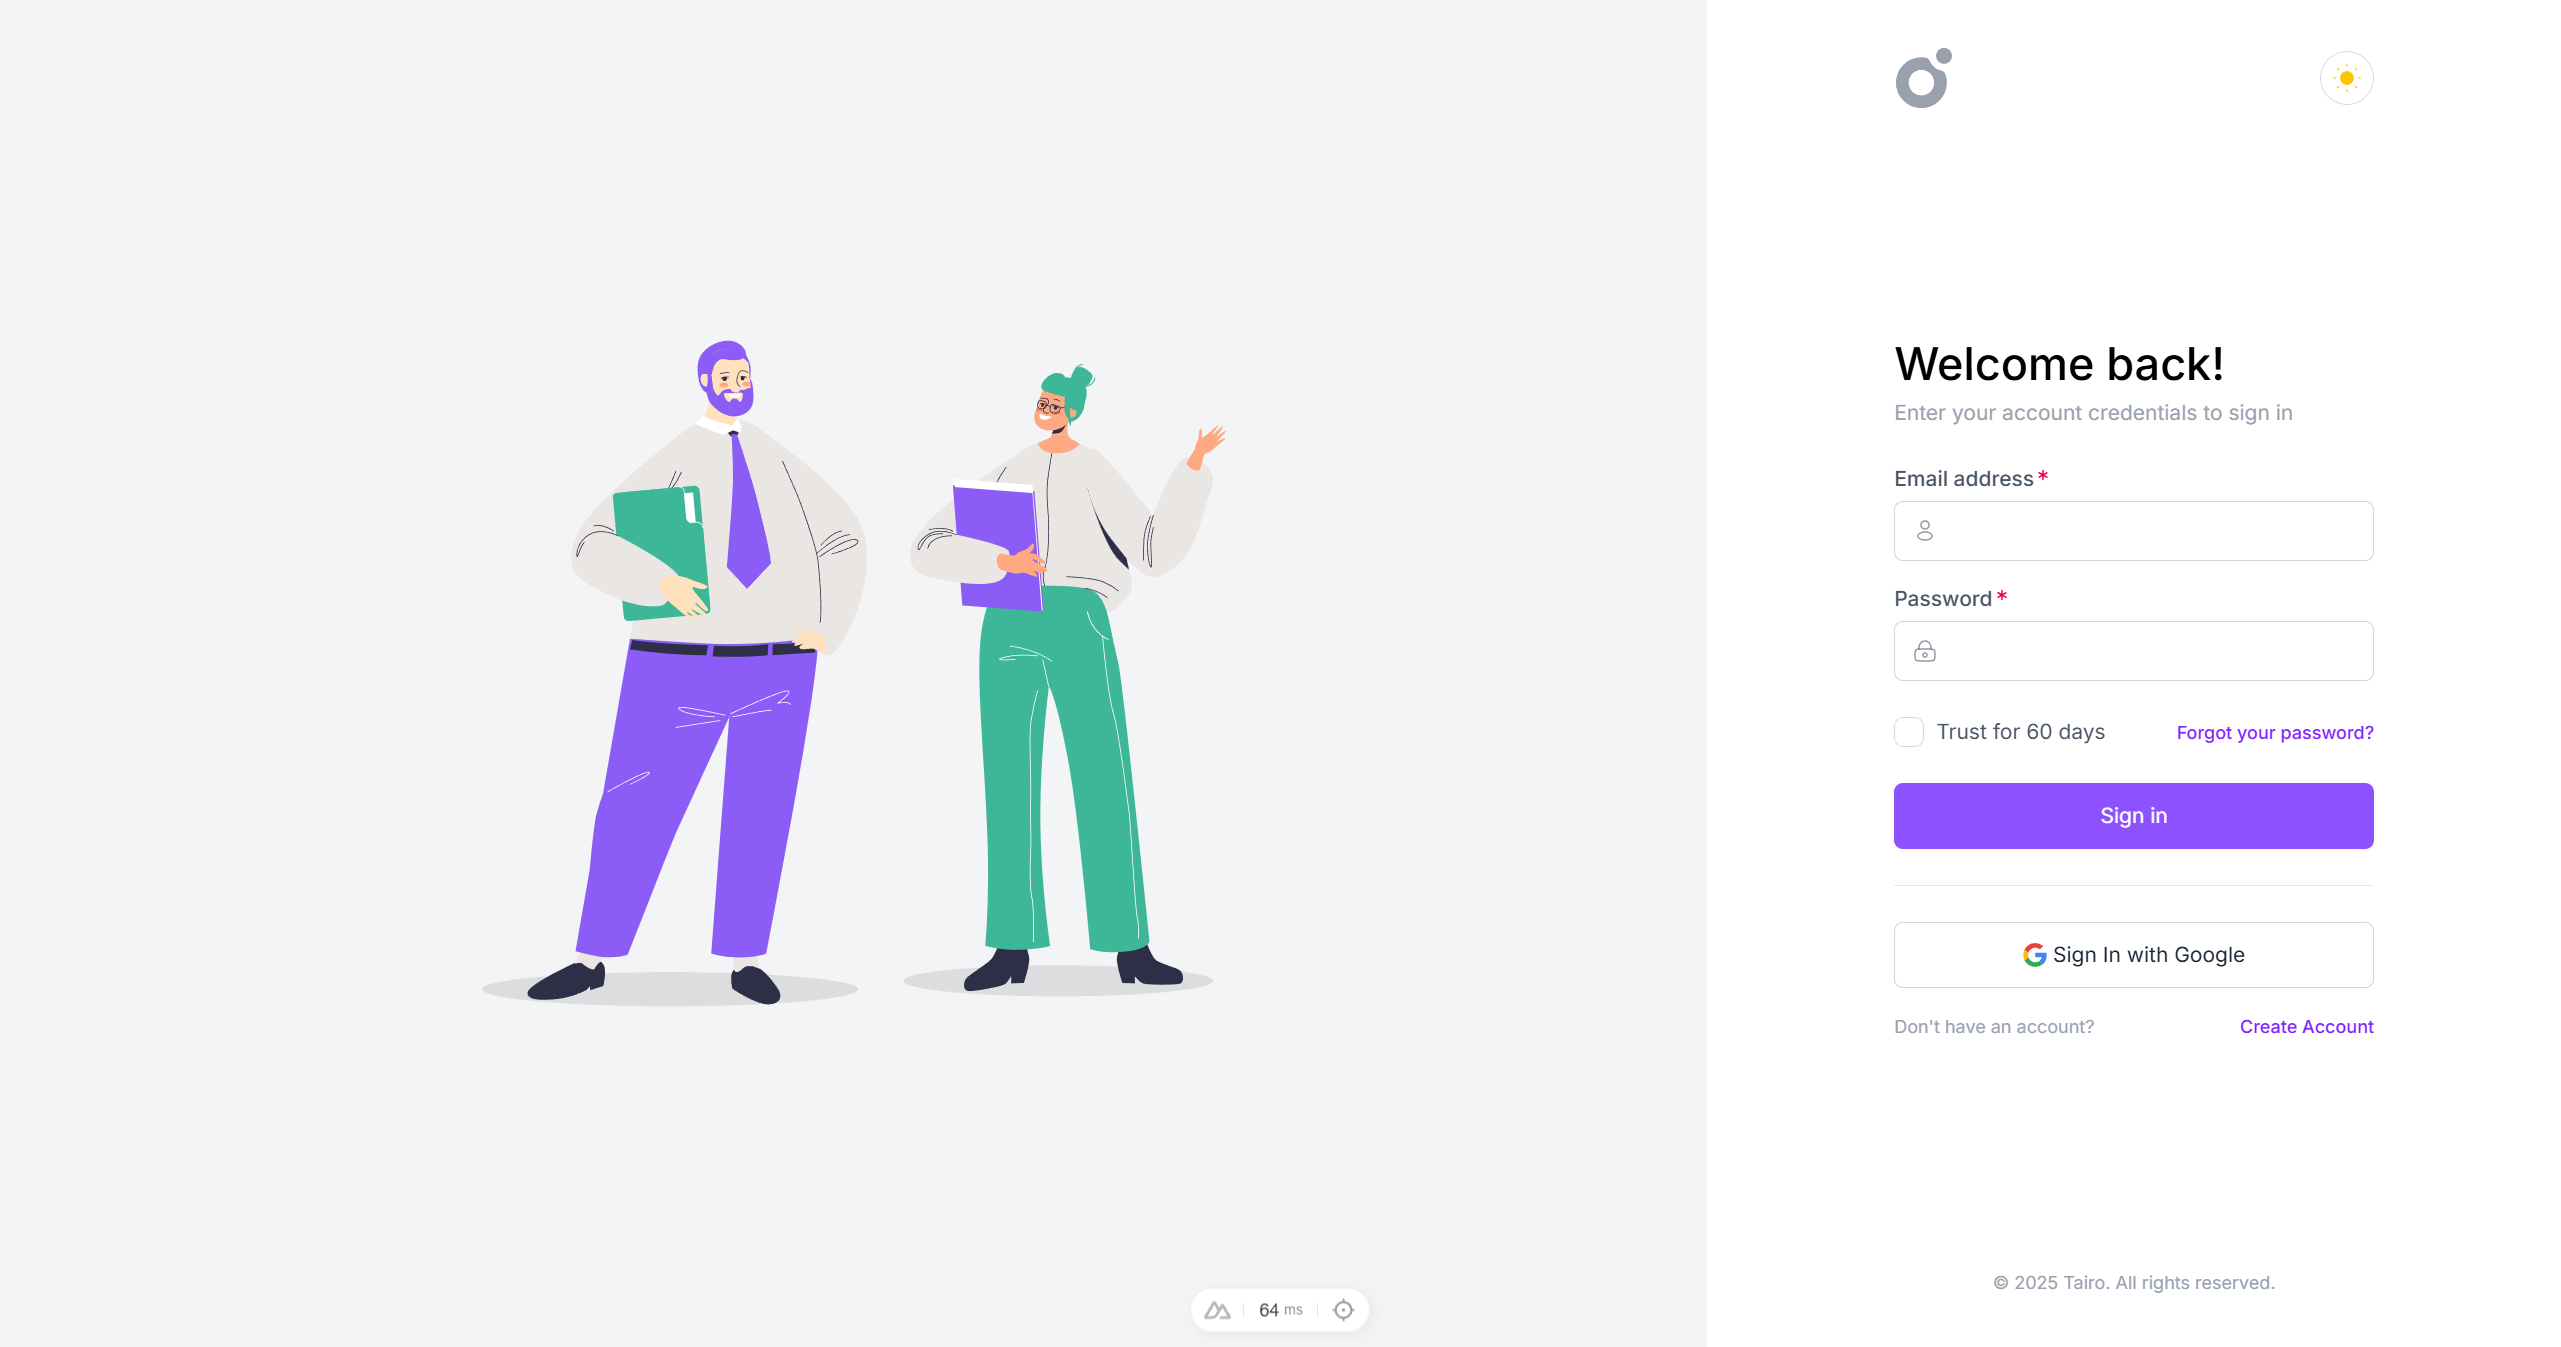 Welcome back!
Enter your account credentials to sign in
Email address *
Password *
Trust for 60 days
Forgot your password?
Sign in
Sign In with Google
Don't have an account?
Create Account
© 2025 Tairo. All rights reserved.
64 ms